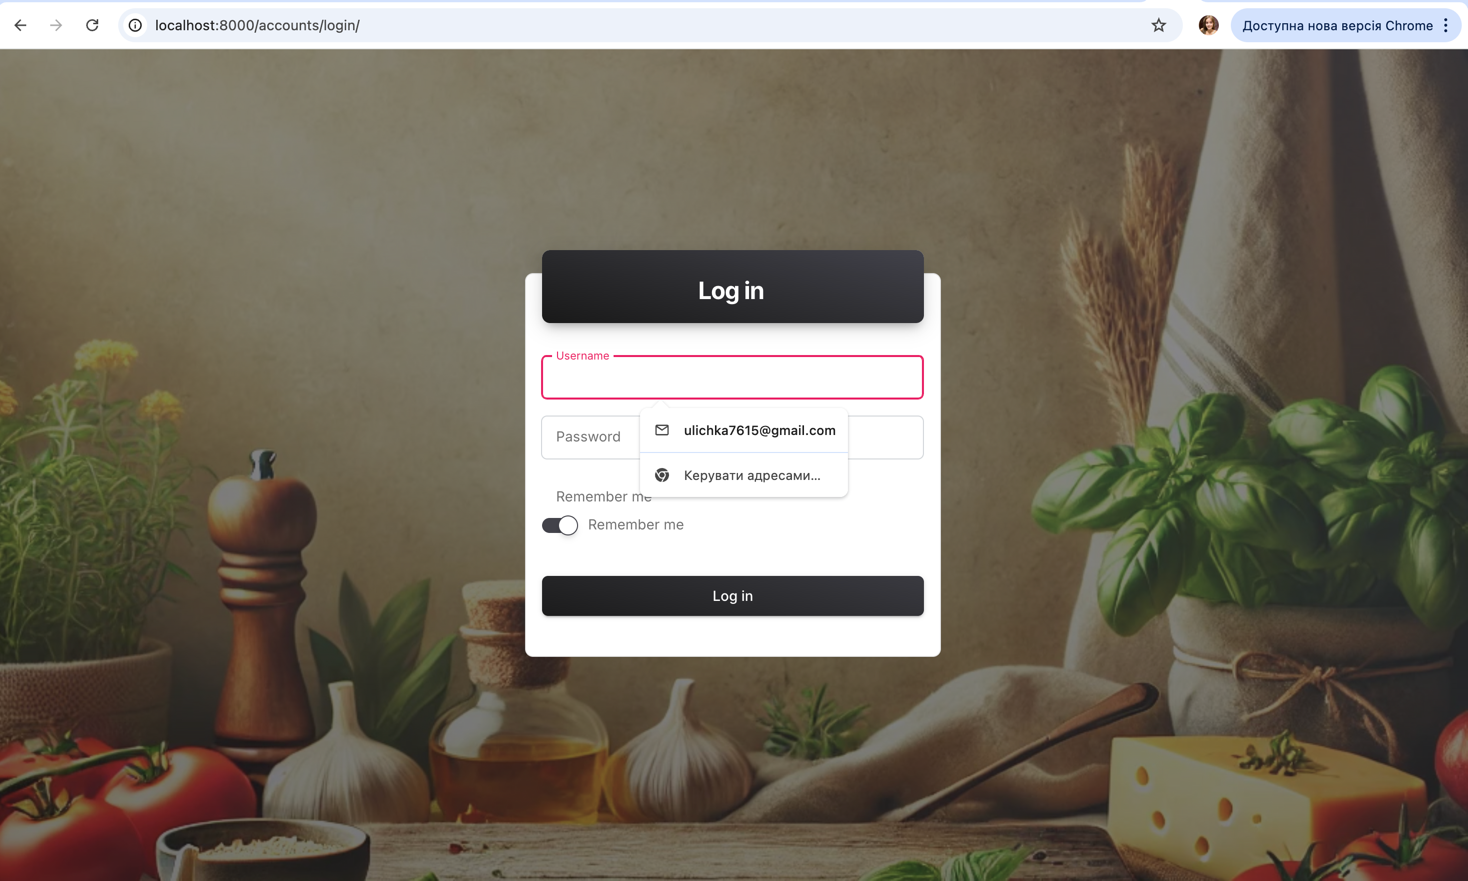 localhost:8000/accounts/login/
Доступна нова версія Chrome
Log in
Username
Password
ulichka7615@gmail.com
Керувати адресами...
Remember me
Remember me
Log in